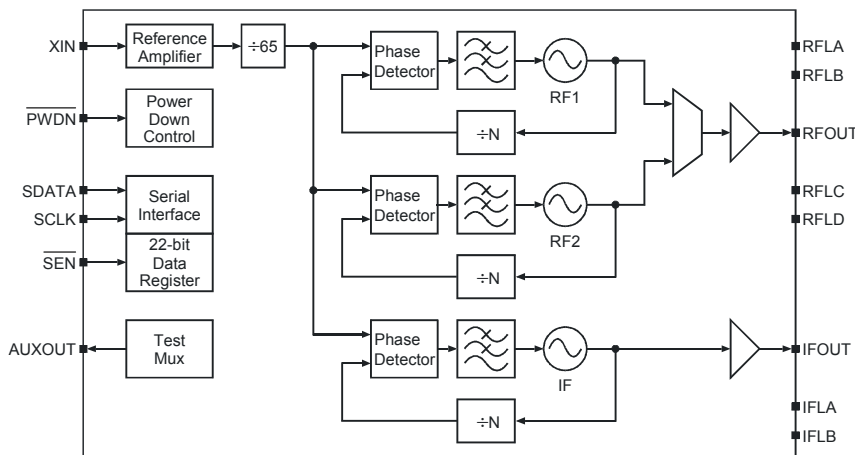 XIN
Reference
Amplifier
÷65
Phase
Detector
RF1
÷N
RFLA
RFLB
PWDN
Power
Down
Control
RFOUT
SDATA
SCLK
Serial
Interface
Phase
Detector
RF2
÷N
RFLC
RFLD
SEN
22-bit
Data
Register
AUXOUT
Test
Mux
Phase
Detector
IF
÷N
IFOUT
IFLA
IFLB